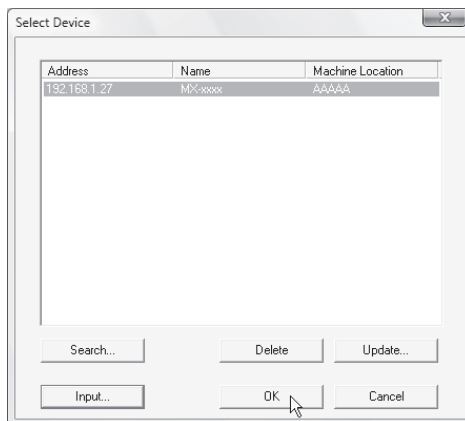 Select Device
Address Name Machine Location
192.168.1.27 MX-xxxx AAAAA
Search... Delete Update...
Input... OK Cancel